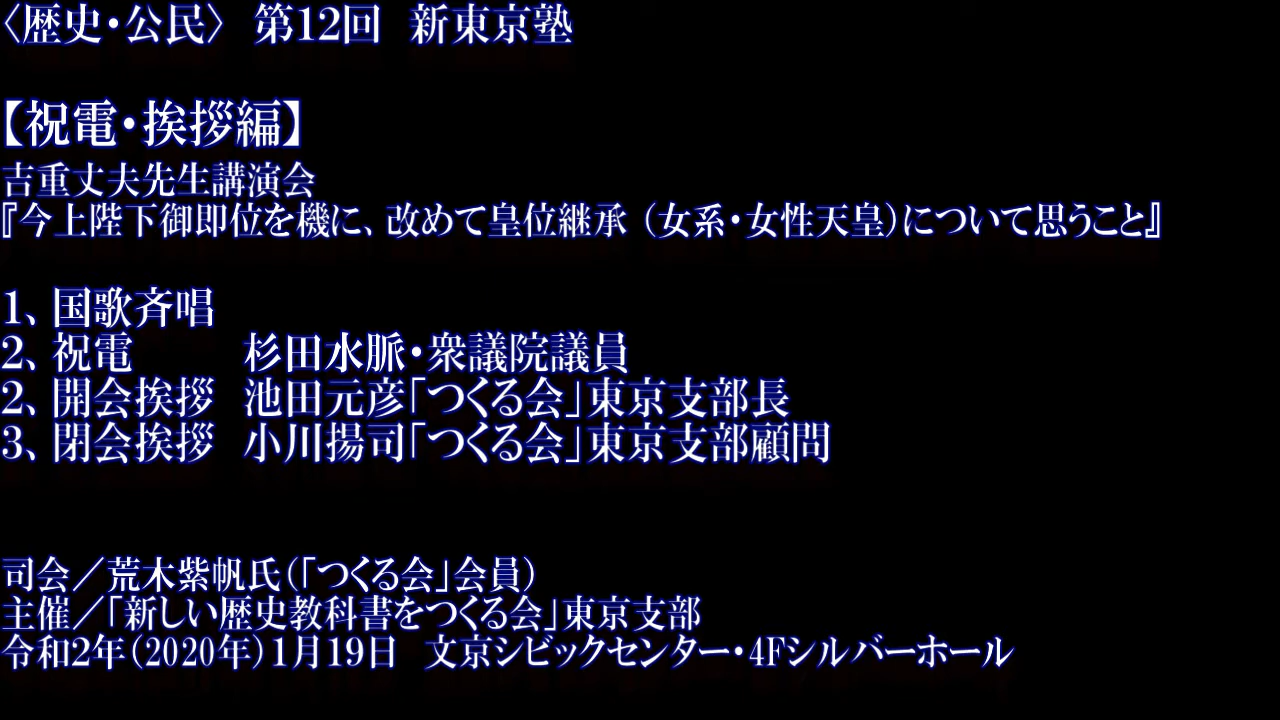 〈歴史・公民〉 第12回 新東京塾
【祝電・挨拶編】
吉重丈夫先生講演会
『今上陛下御即位を機に、改めて皇位継承（女系・女性天皇）について思うこと』
1、国歌斉唱
2、祝電 杉田水脈・衆議院議員
2、開会挨拶 池田元彦「つくる会」東京支部長
3、閉会挨拶 小川揚司「つくる会」東京支部顧問
司会／荒木紫帆氏（「つくる会」会員）
主催／「新しい歴史教科書をつくる会」東京支部
令和2年（2020年）1月19日 文京シビックセンター・4Fシルバーホール